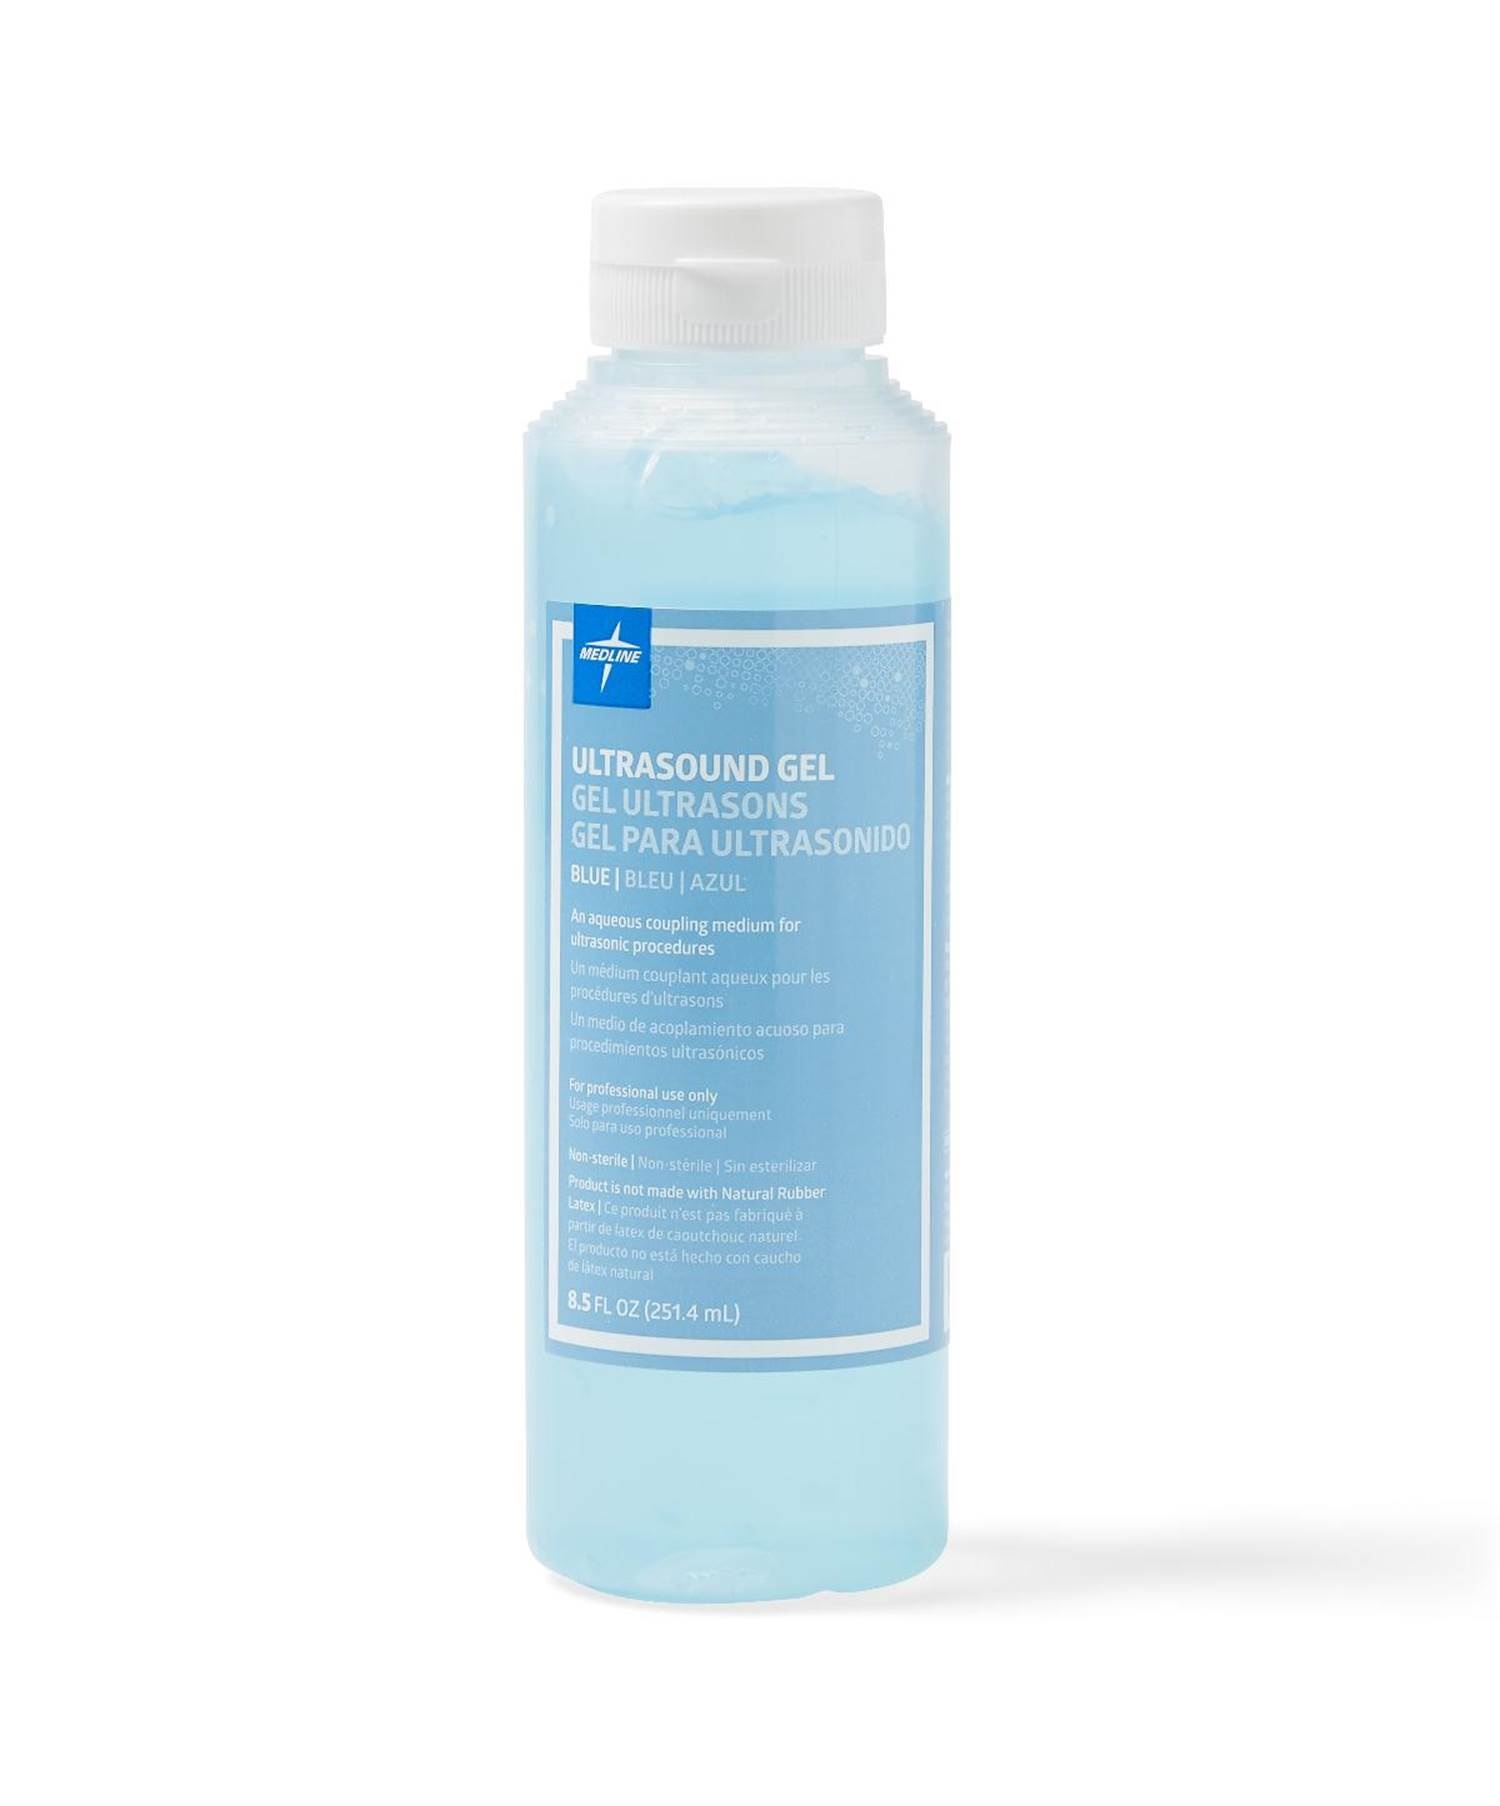 MEDLINE
ULTRASOUND GEL
GEL ULTRASONS
GEL PARA ULTRASONIDO
BLUE | BLEU | AZUL
An aqueous coupling medium for
ultrasonic procedures
Un médium couplant aqueux pour les
procédures d'ultrasons
Un medio de acoplamiento acuoso para
procedimientos ultrasónicos
For professional use only
Usage professionnel uniquement
Solo para uso professional
Non-sterile | Non-stérile | Sin esterilizar
Product is not made with Natural Rubber
Latex | Ce produit n'est pas fabriqué à
partir de latex de caoutchouc naturel
El producto no está hecho con caucho
de látex natural
8.5 FL OZ (251.4 mL)